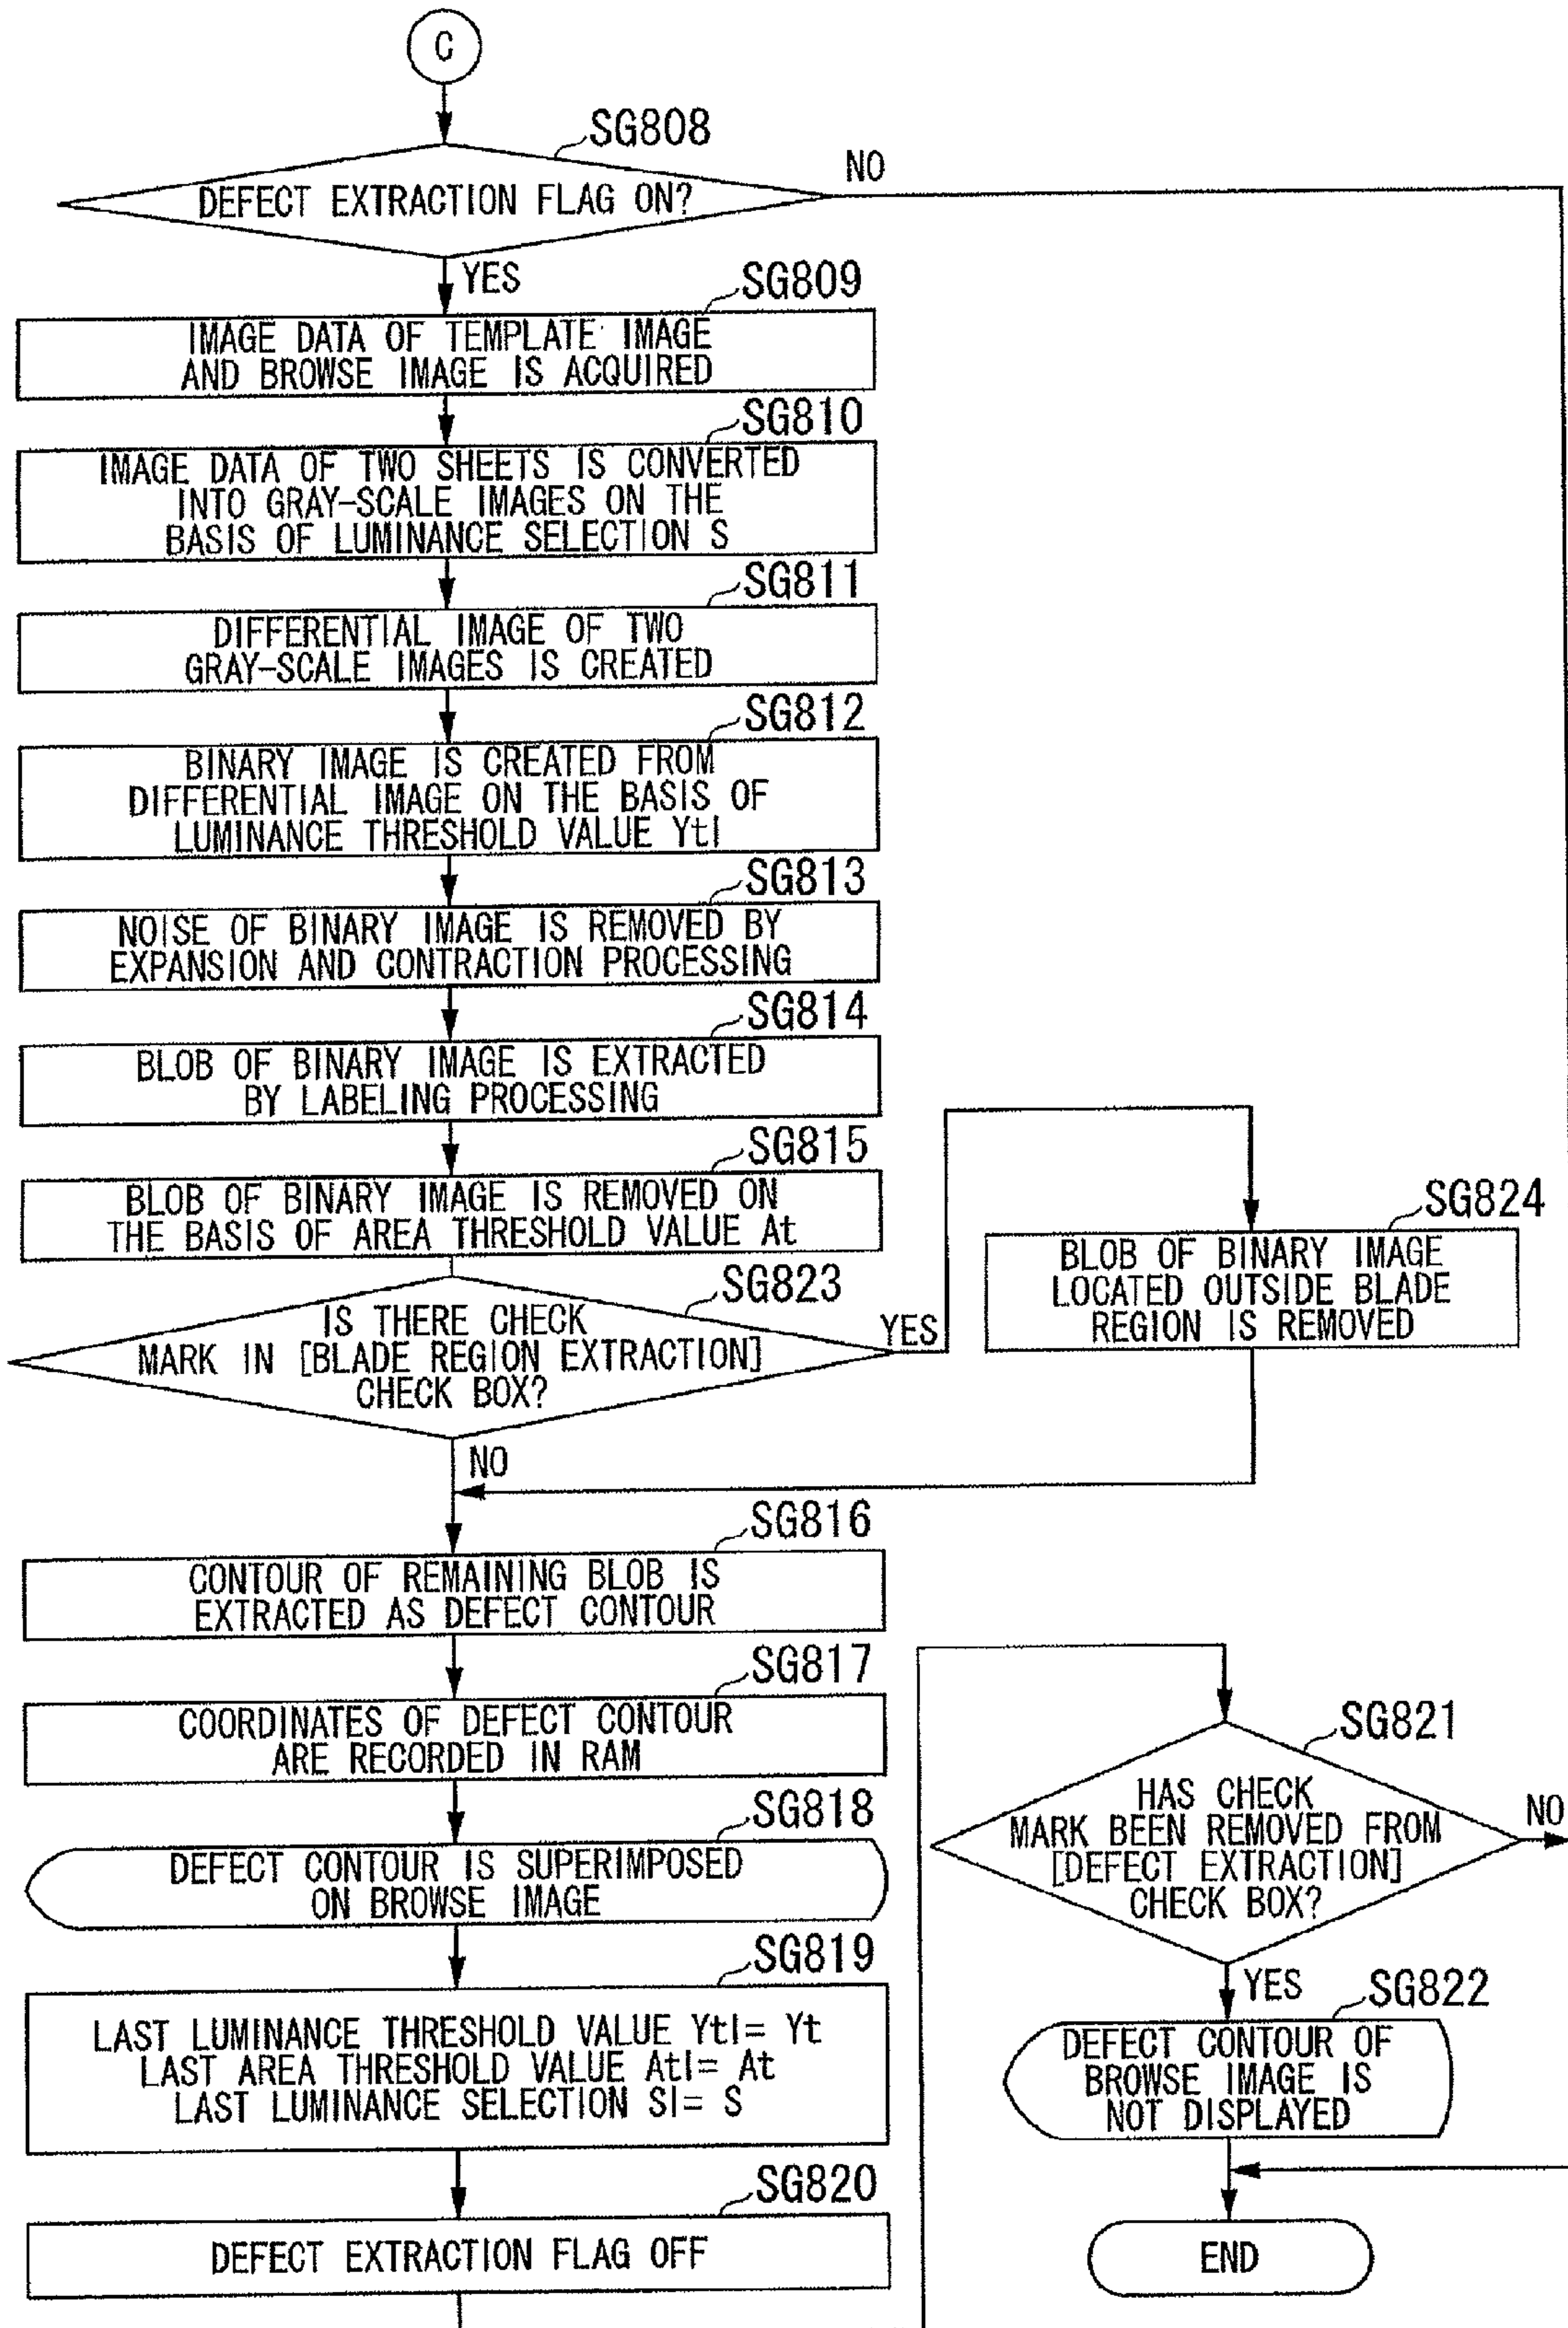 C
SG808
DEFECT EXTRACTION FLAG ON?
NO
YES
SG809
IMAGE DATA OF TEMPLATE IMAGE
AND BROWSE IMAGE IS ACQUIRED
SG810
IMAGE DATA OF TWO SHEETS IS CONVERTED
INTO GRAY-SCALE IMAGES ON THE
BASIS OF LUMINANCE SELECTION S
SG811
DIFFERENTIAL IMAGE OF TWO
GRAY-SCALE IMAGES IS CREATED
SG812
BINARY IMAGE IS CREATED FROM
DIFFERENTIAL IMAGE ON THE BASIS OF
LUMINANCE THRESHOLD VALUE Ytl
SG813
NOISE OF BINARY IMAGE IS REMOVED BY
EXPANSION AND CONTRACTION PROCESSING
SG814
BLOB OF BINARY IMAGE IS EXTRACTED
BY LABELING PROCESSING
SG815
BLOB OF BINARY IMAGE IS REMOVED ON
THE BASIS OF AREA THRESHOLD VALUE At
SG823
IS THERE CHECK
MARK IN [BLADE REGION EXTRACTION]
CHECK BOX?
YES
SG824
BLOB OF BINARY IMAGE
LOCATED OUTSIDE BLADE
REGION IS REMOVED
NO
SG816
CONTOUR OF REMAINING BLOB IS
EXTRACTED AS DEFECT CONTOUR
SG817
COORDINATES OF DEFECT CONTOUR
ARE RECORDED IN RAM
SG818
DEFECT CONTOUR IS SUPERIMPOSED
ON BROWSE IMAGE
SG819
LAST LUMINANCE THRESHOLD VALUE Ytl= Yt
LAST AREA THRESHOLD VALUE Atl= At
LAST LUMINANCE SELECTION Sl= S
SG820
DEFECT EXTRACTION FLAG OFF
SG821
HAS CHECK
MARK BEEN REMOVED FROM
[DEFECT EXTRACTION]
CHECK BOX?
NO
YES
SG822
DEFECT CONTOUR OF
BROWSE IMAGE IS
NOT DISPLAYED
END